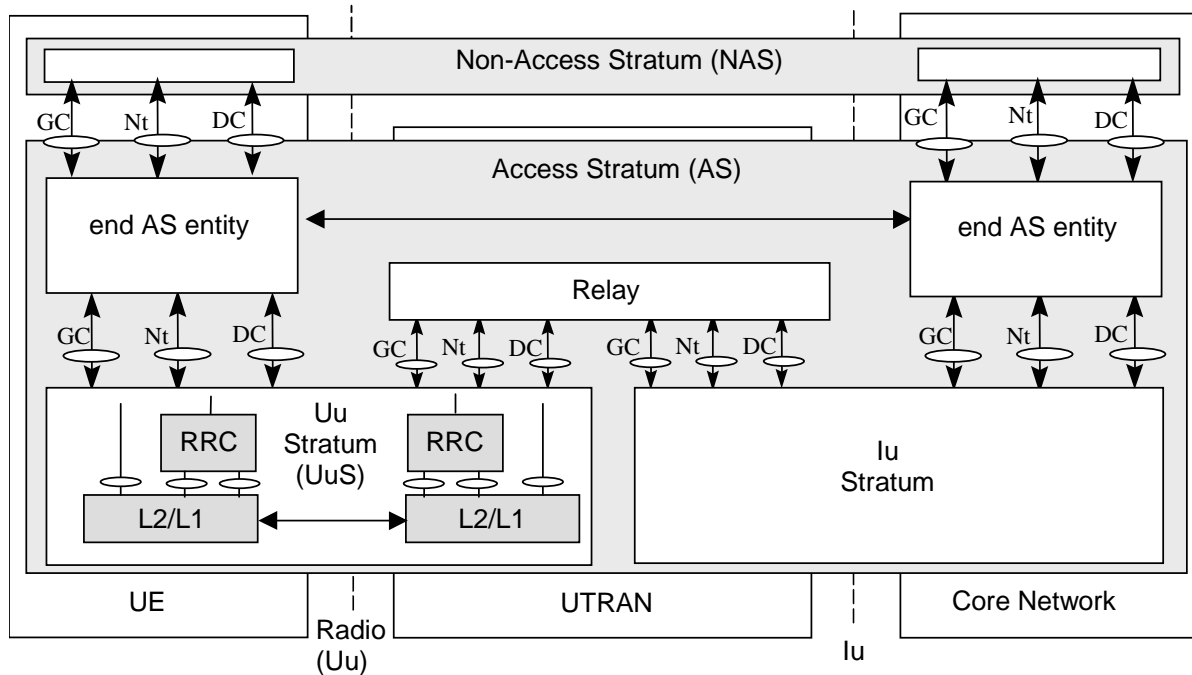 Non-Access Stratum (NAS)
GC Nt DC GC Nt DC
Access Stratum (AS)
end AS entity end AS entity
Relay
GC Nt DC GC Nt DC GC Nt DC GC Nt DC
Uu
Stratum
(UuS)
RRC RRC
Iu
Stratum
L2/L1 L2/L1
UE UTRAN Core Network
Radio
(Uu)
Iu